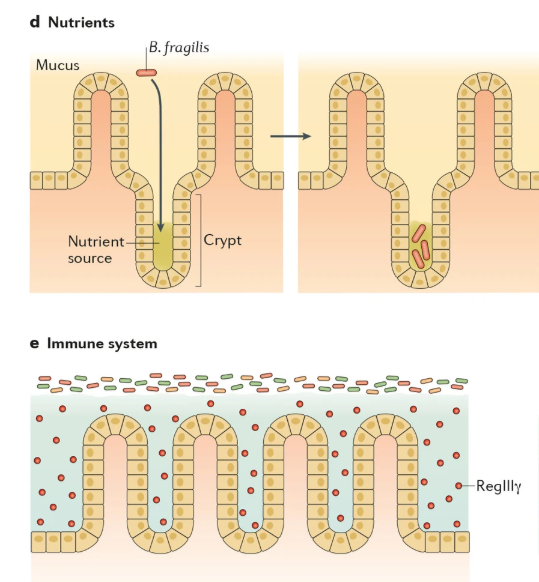 d Nutrients
B. fragilis
Mucus
Nutrient
source
Crypt
e Immune system
RegIIIγ